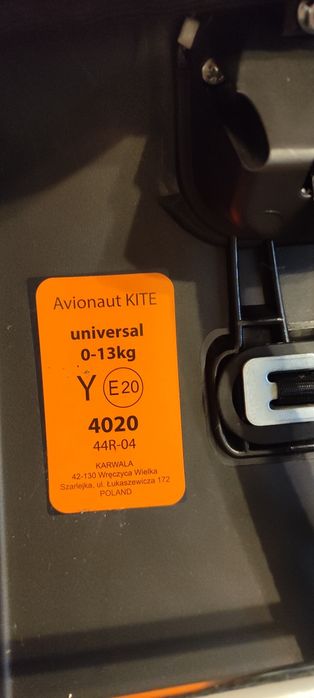 Avionaut KITE
universal
0-13kg
Y E20
4020
44R-04
KARWALA
42-130 Wręczyca Wielka
Szarlejka, ul. Łukaszewicza 172
POLAND